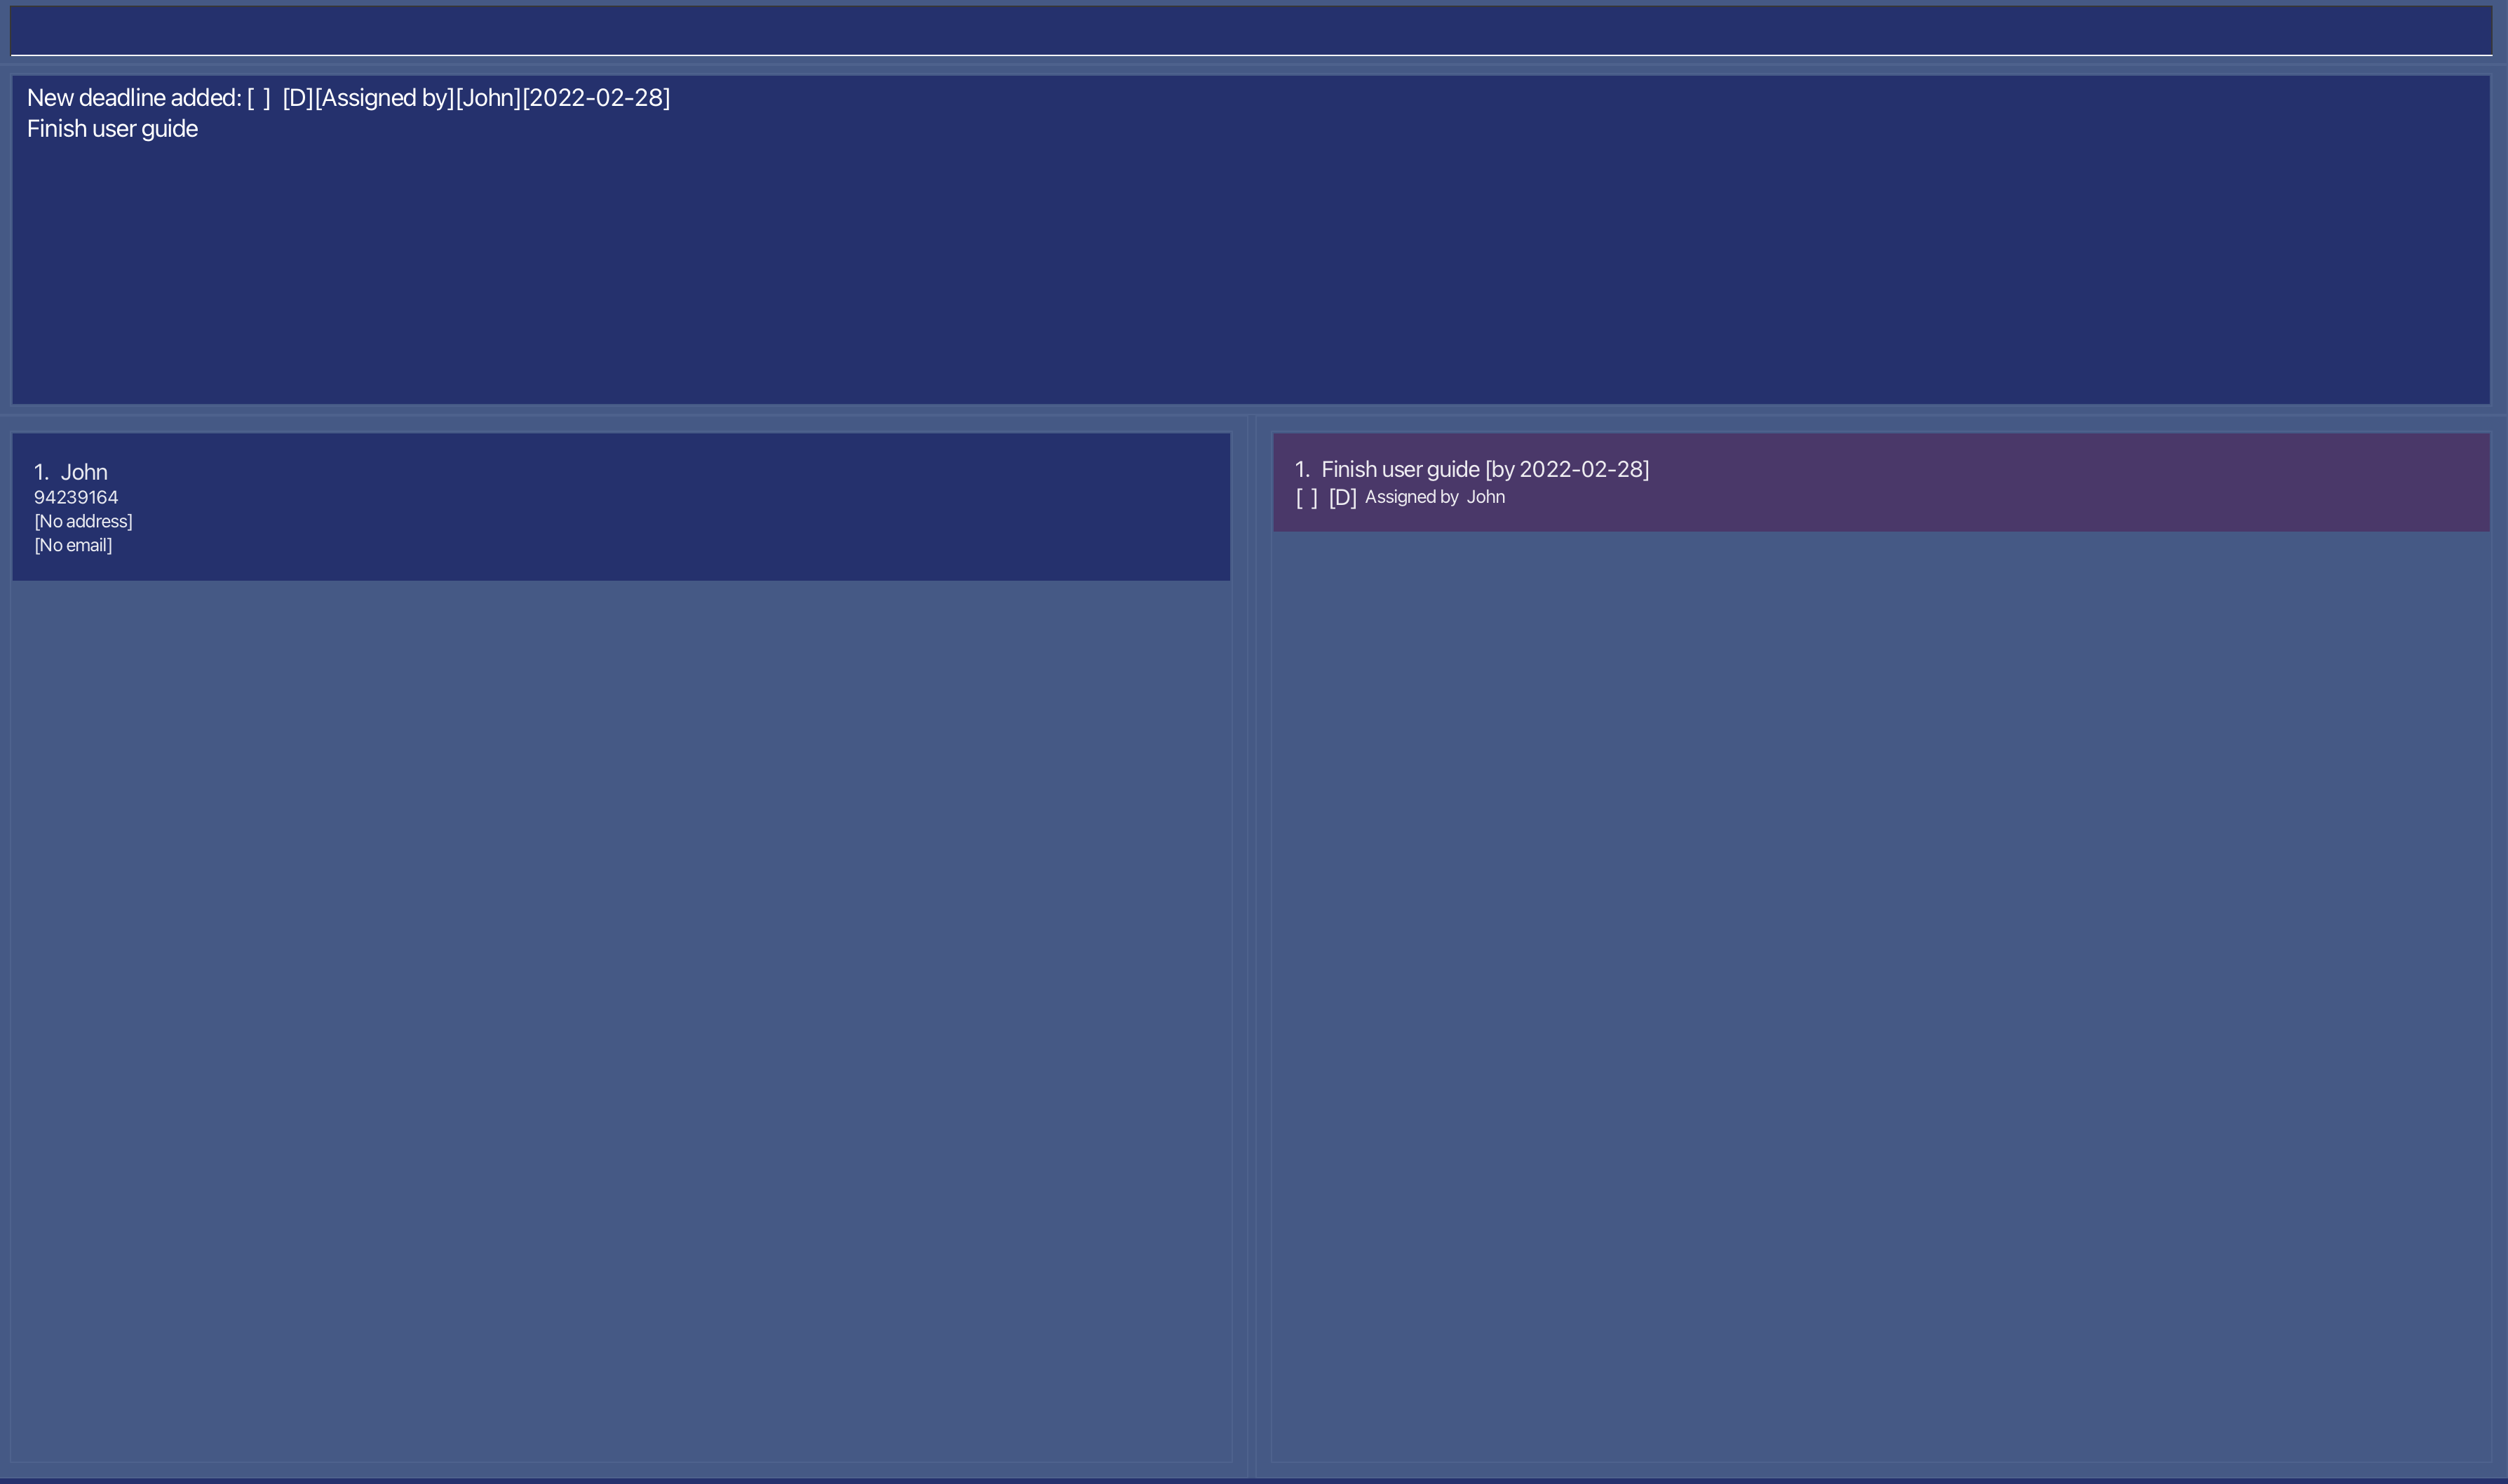 New deadline added: [ ] [D][Assigned by][John][2022-02-28]
Finish user guide
1. John
94239164
[No address]
[No email]
1. Finish user guide [by 2022-02-28]
[ ] [D] Assigned by John